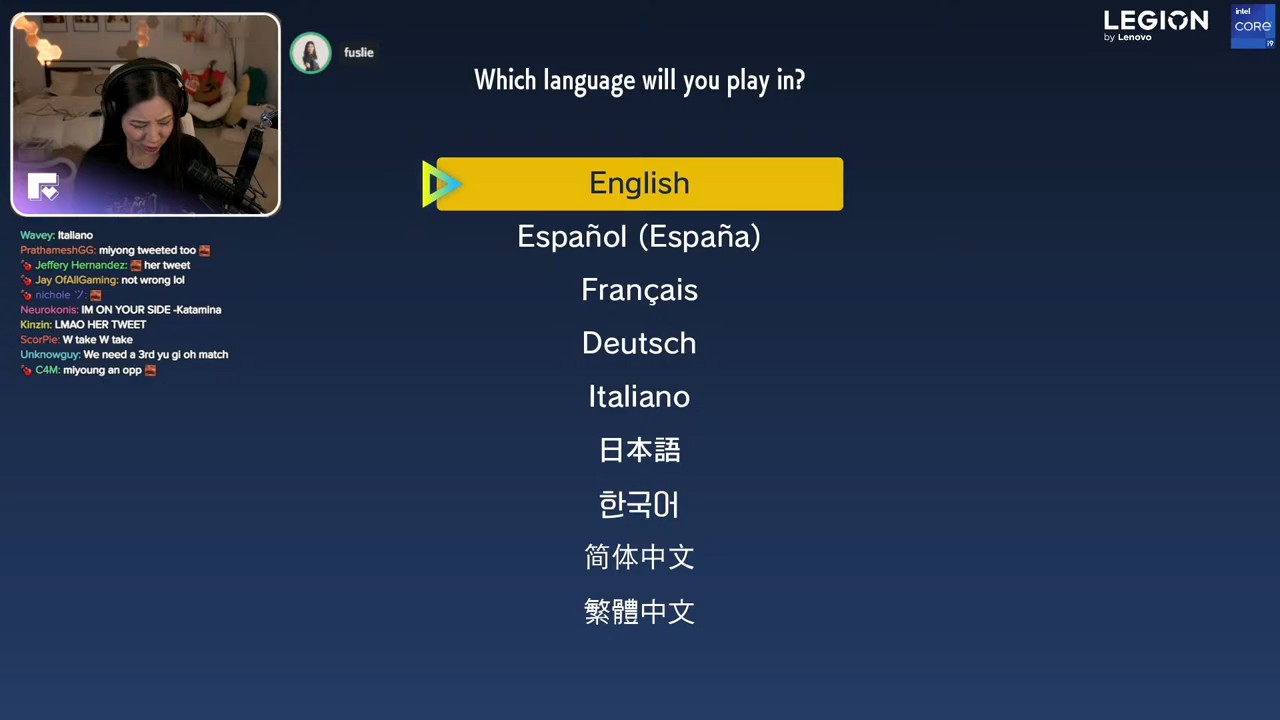 LEGION
by Lenovo
intel
CORE
i9
fuslie
Which language will you play in?
English
Español (España)
Français
Deutsch
Italiano
日本語
한국어
简体中文
繁體中文
Wavey: Italiano
PrathameshGG: miyong tweeted too
Jeffery Hernandez: her tweet
Jay OfAllGaming: not wrong lol
nichole ツ:
Neurokonis: IM ON YOUR SIDE -Katamina
Kinzin: LMAO HER TWEET
ScorPie: W take W take
Unknowguy: We need a 3rd yu gi oh match
C4M: miyoung an opp